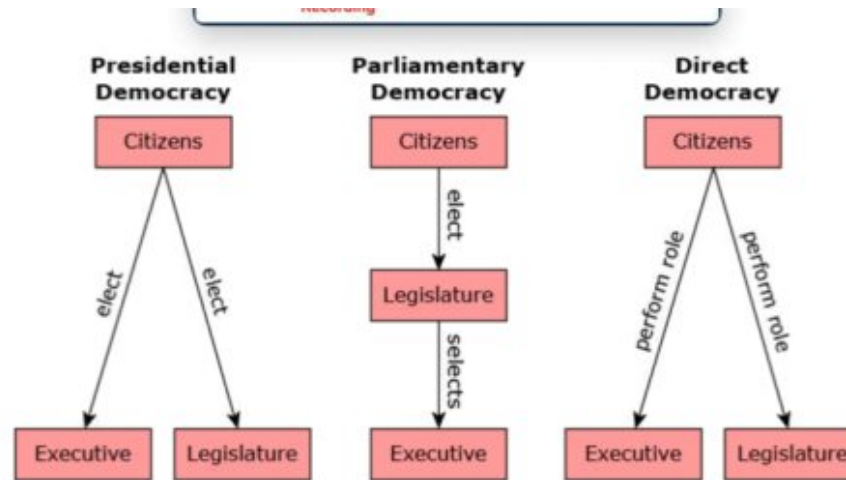 Recording
Presidential
Democracy
Citizens
elect
elect
Executive
Legislature
Parliamentary
Democracy
Citizens
elect
Legislature
selects
Executive
Direct
Democracy
Citizens
perform role
perform role
Executive
Legislature